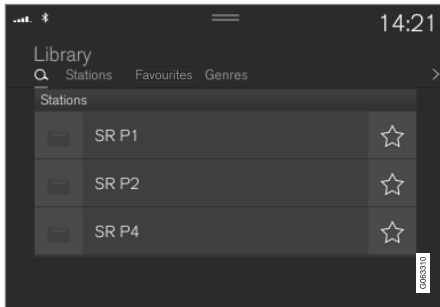 14:21
Library
Stations Favourites Genres
Stations
SR P1
SR P2
SR P4
G063310